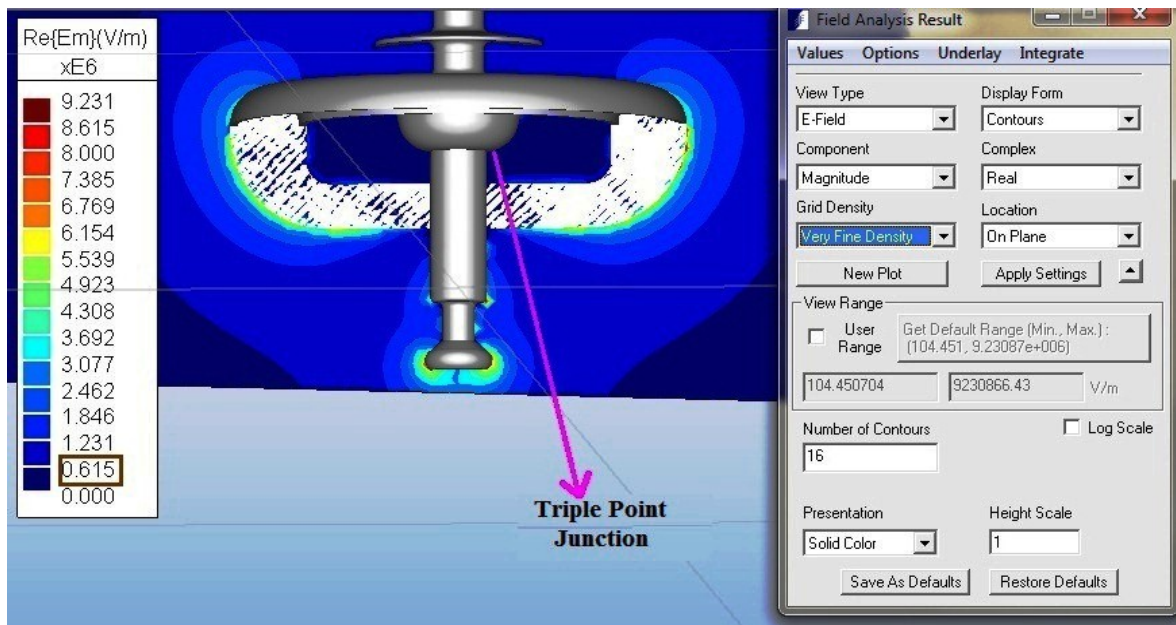 Re{Em}(V/m)
xE6
9.231
8.615
8.000
7.385
6.769
6.154
5.539
4.923
4.308
3.692
3.077
2.462
1.846
1.231
0.615
0.000
Triple Point
Junction
Field Analysis Result
Values Options Underlay Integrate
View Type Display Form
E-Field Contours
Component Complex
Magnitude Real
Grid Density Location
Very Fine Density On Plane
New Plot Apply Settings
View Range
User Range
Get Default Range (Min., Max.) :
(104.451, 9.23087e+006)
104.450704 9230866.43 V/m
Number of Contours Log Scale
16
Presentation Height Scale
Solid Color 1
Save As Defaults Restore Defaults